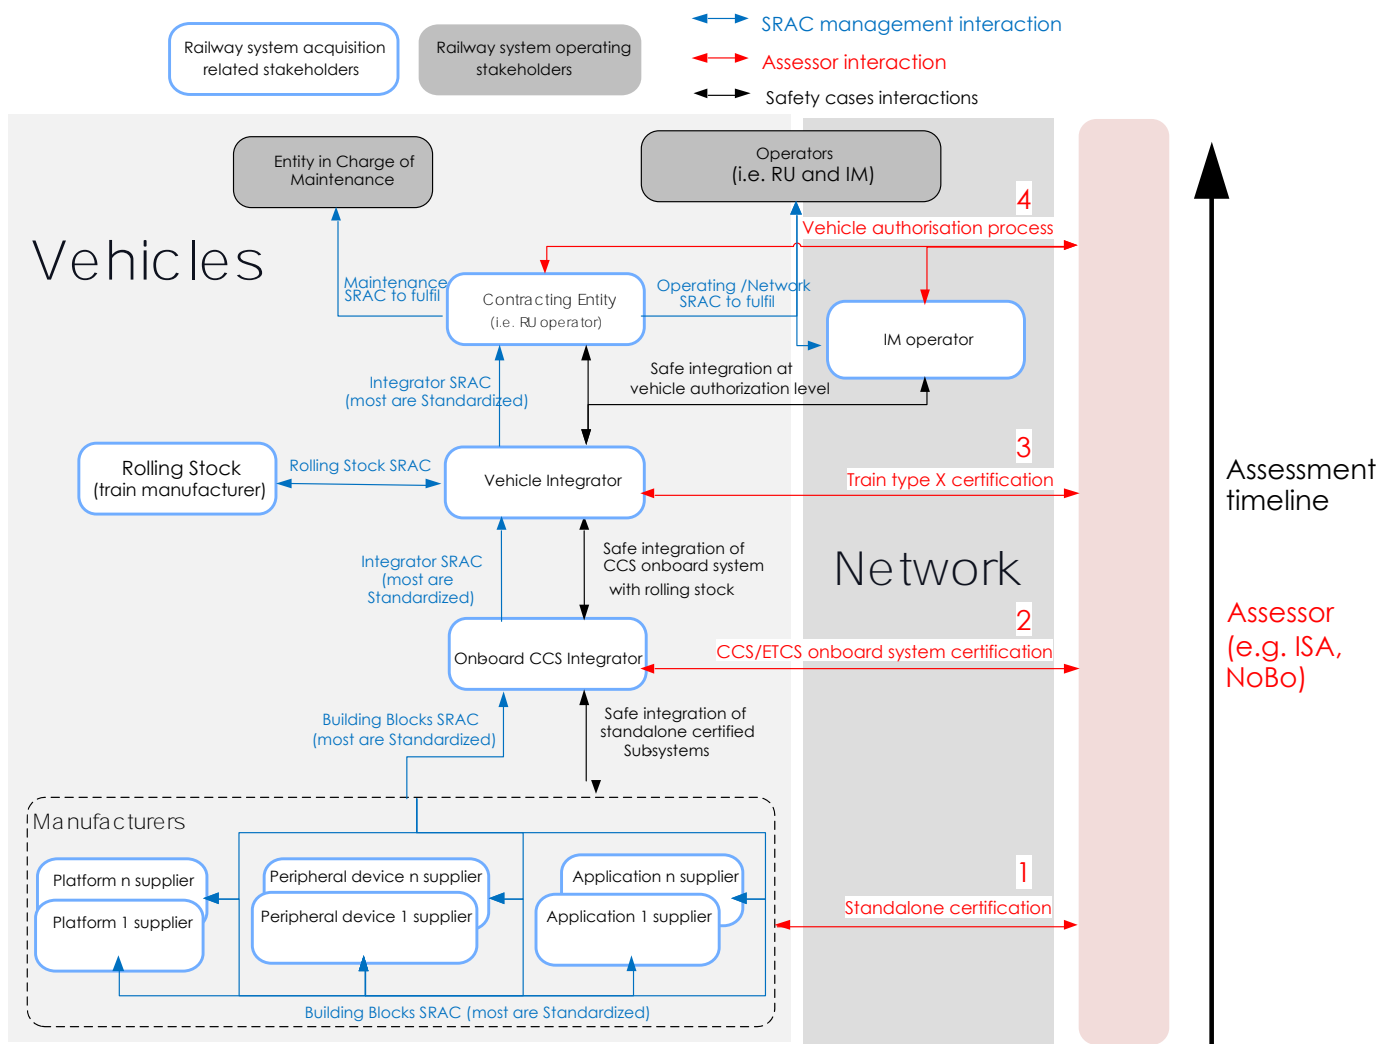 Railway system acquisition
related stakeholders
Railway system operating
stakeholders
SRAC management interaction
Assessor interaction
Safety cases interactions
Entity in Charge of
Maintenance
Operators
(i.e. RU and IM)
4
Vehicle authorisation process
Vehicles
Maintenance
SRAC to fulfil
Contracting Entity
(i.e. RU operator)
Operating /Network
SRAC to fulfil
IM operator
Integrator SRAC
(most are Standardized)
Safe integration at
vehicle authorization level
3
Rolling Stock
(train manufacturer)
Rolling Stock SRAC
Vehicle Integrator
Train type X certification
Assessment
timeline
Integrator SRAC
(most are
Standardized)
Safe integration of
CCS onboard system
with rolling stock
Network
2
Assessor
(e.g. ISA,
NoBo)
Onboard CCS Integrator
CCS/ETCS onboard system certification
Building Blocks SRAC
(most are Standardized)
Safe integration of
standalone certified
Subsystems
Manufacturers
Platform n supplier
Platform 1 supplier
Peripheral device n supplier
Peripheral device 1 supplier
Application n supplier
Application 1 supplier
1
Standalone certification
Building Blocks SRAC (most are Standardized)